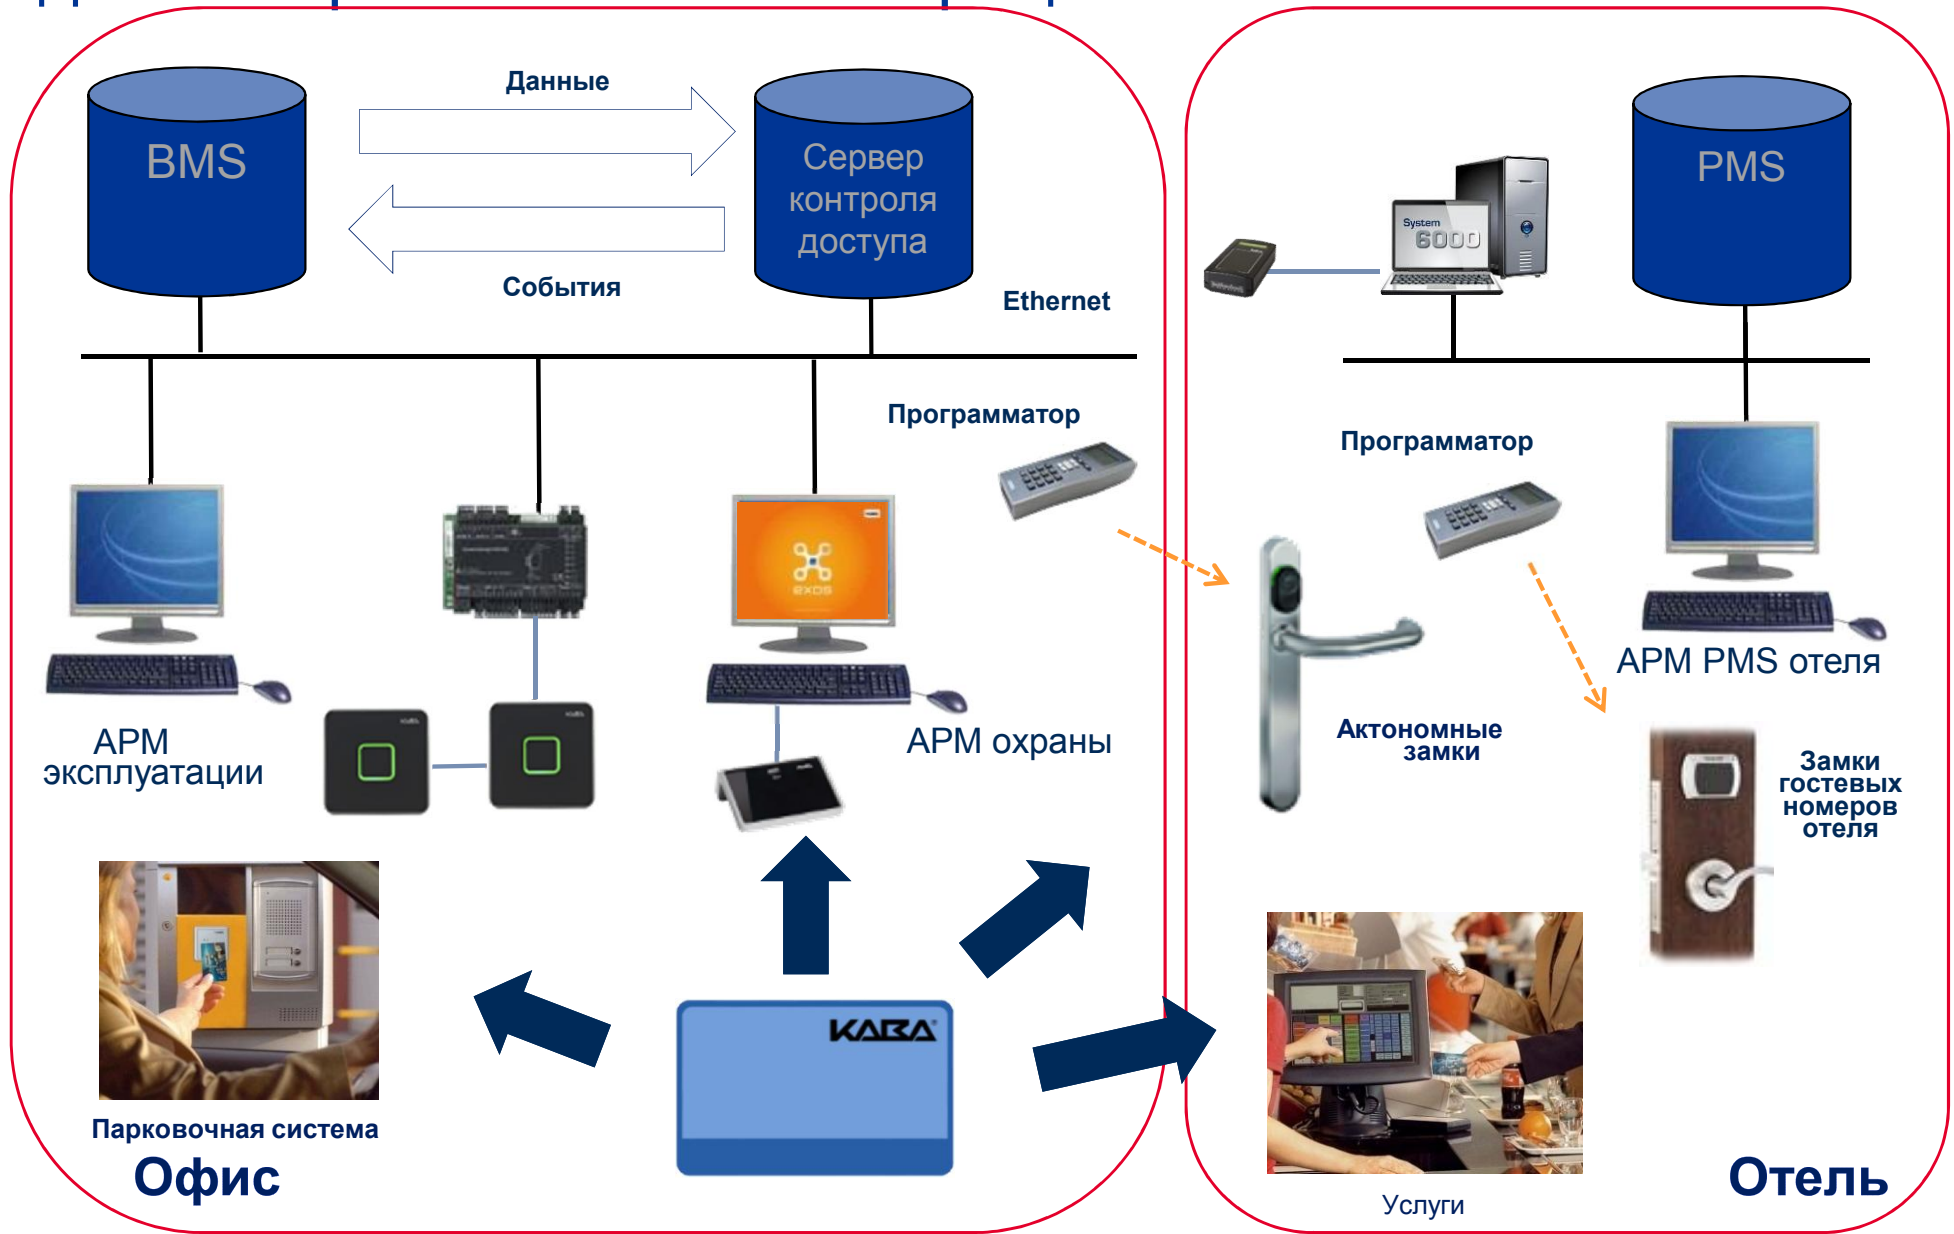 Данные
BMS
Сервер
контроля
доступа
События
Ethernet
Программатор
exos
АРМ
эксплуатации
АРМ охраны
Парковочная система
Офис
KABA
System
6000
PMS
Программатор
АРМ PMS отеля
Актономные
замки
Замки
гостевых
номеров
отеля
Услуги
Отель